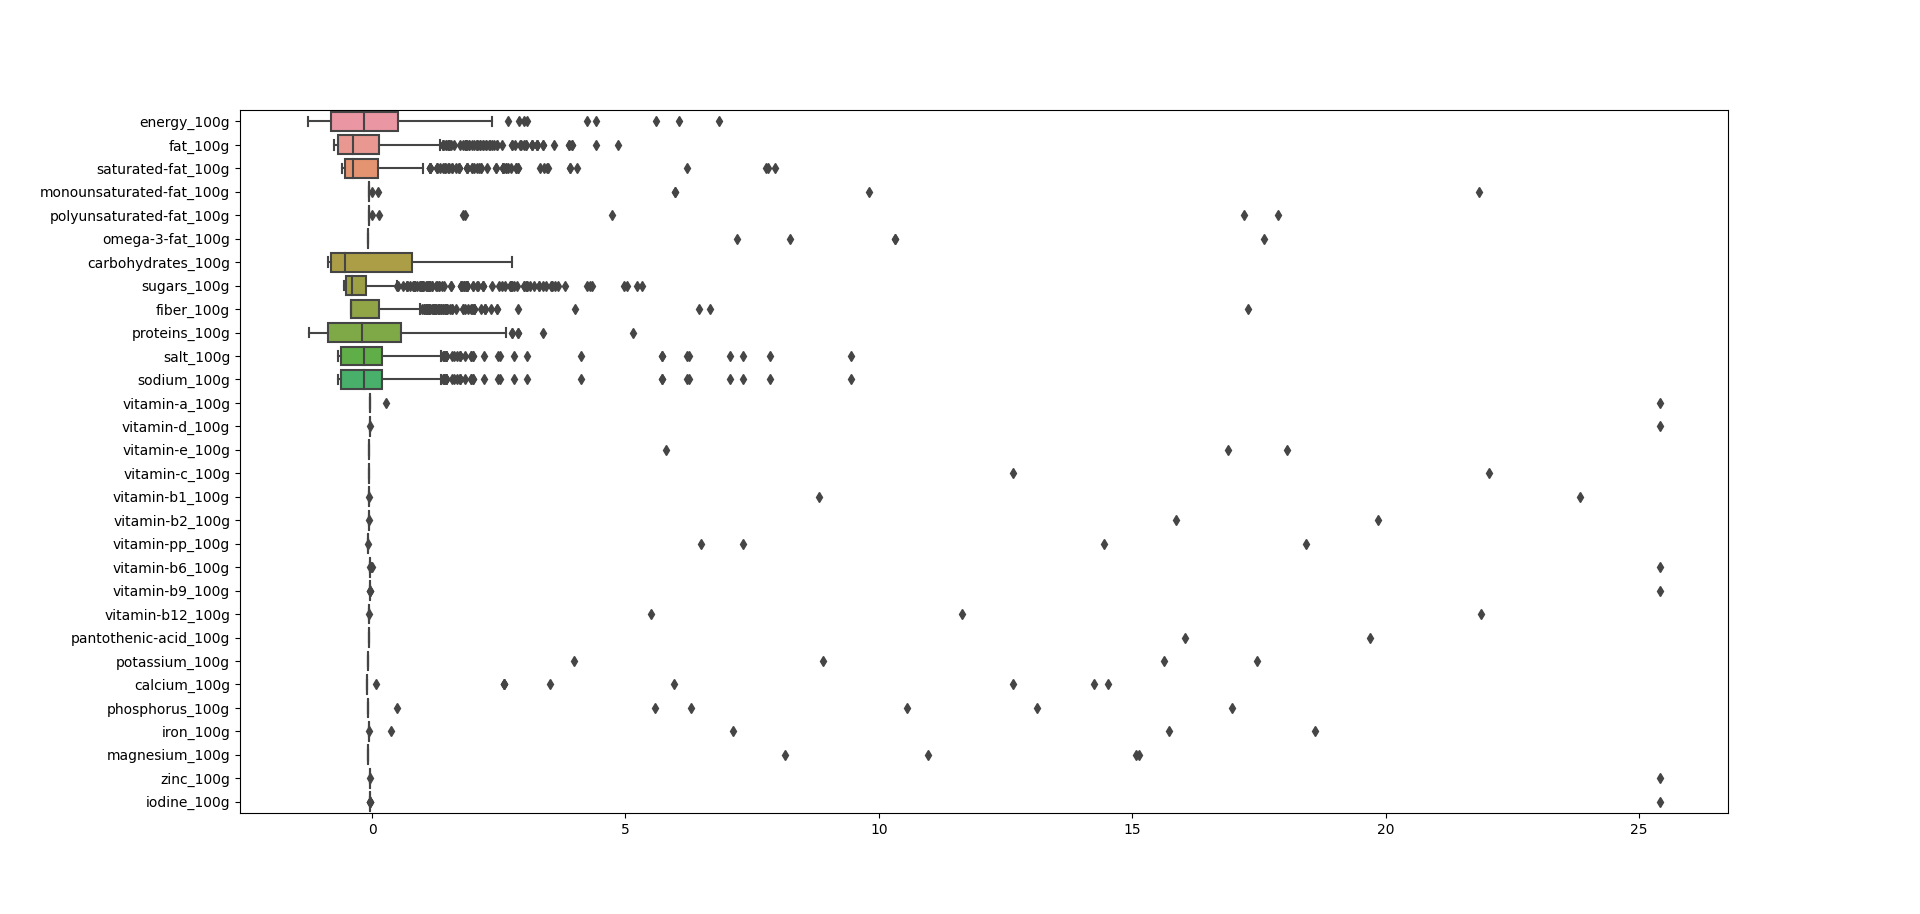 energy_100g
fat_100g
saturated-fat_100g
monounsaturated-fat_100g
polyunsaturated-fat_100g
omega-3-fat_100g
carbohydrates_100g
sugars_100g
fiber_100g
proteins_100g
salt_100g
sodium_100g
vitamin-a_100g
vitamin-d_100g
vitamin-e_100g
vitamin-c_100g
vitamin-b1_100g
vitamin-b2_100g
vitamin-pp_100g
vitamin-b6_100g
vitamin-b9_100g
vitamin-b12_100g
pantothenic-acid_100g
potassium_100g
calcium_100g
phosphorus_100g
iron_100g
magnesium_100g
zinc_100g
iodine_100g
0 5 10 15 20 25